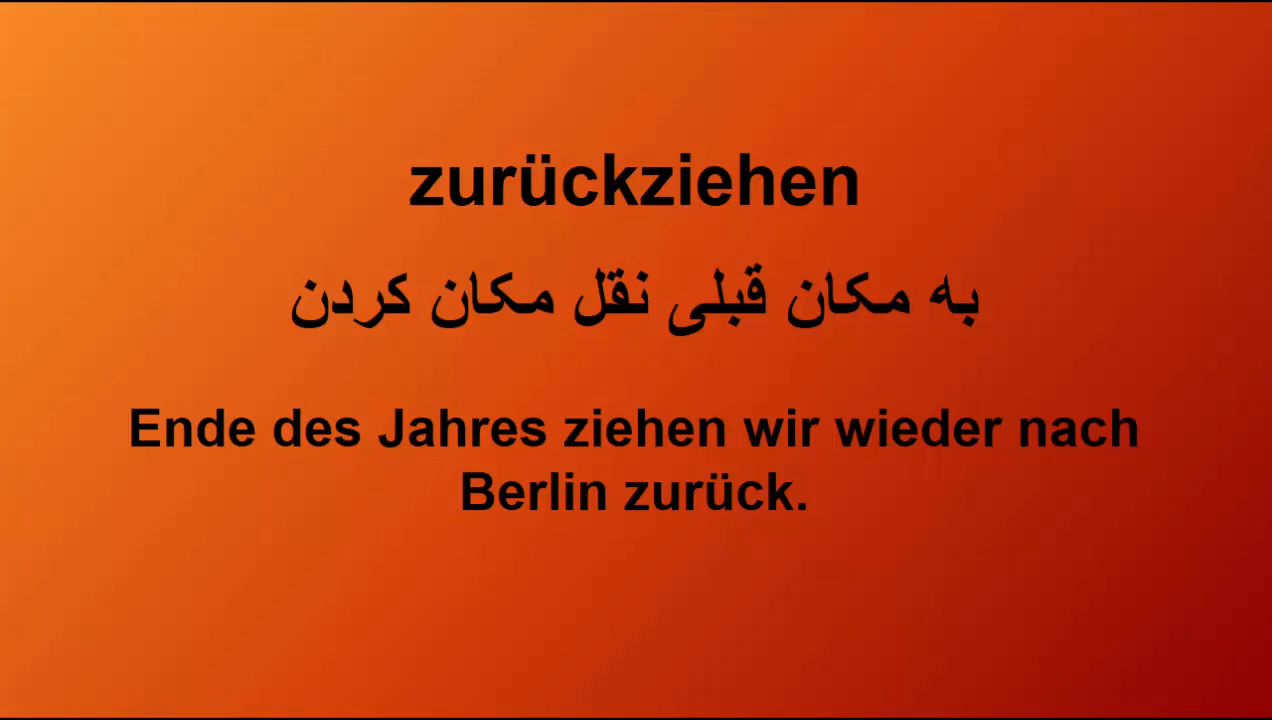 zurückziehen
به مکان قبلی نقل مکان کردن
Ende des Jahres ziehen wir wieder nach
Berlin zurück.